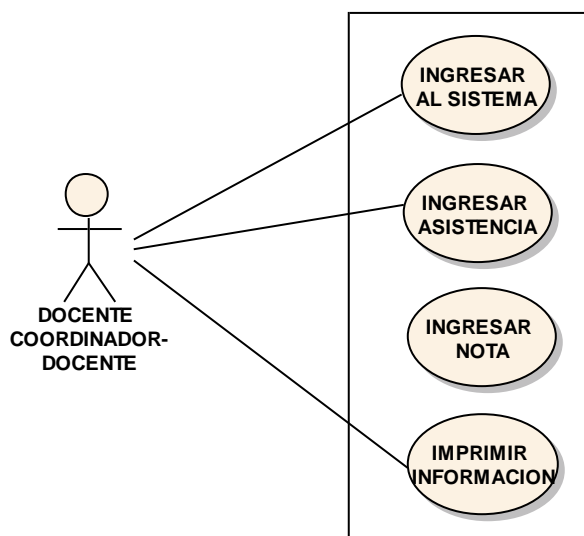 INGRESAR
AL SISTEMA
INGRESAR
ASISTENCIA
DOCENTE
COORDINADOR-
DOCENTE
INGRESAR
NOTA
IMPRIMIR
INFORMACION